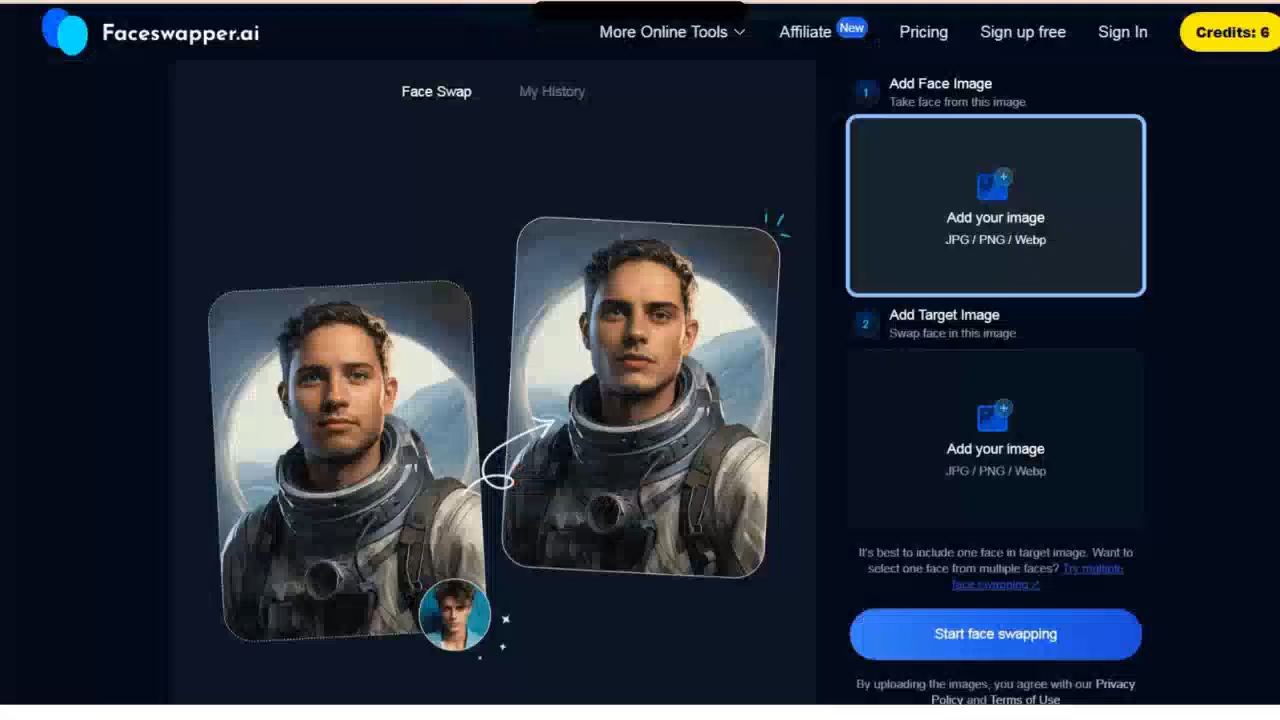 Faceswapper.ai
More Online Tools
Affiliate
New
Pricing
Sign up free
Sign In
Credits: 6
Face Swap
My History
1
Add Face Image
Take face from this image
Add your image
JPG / PNG / Webp
2
Add Target Image
Swap face in this image
Add your image
JPG / PNG / Webp
It's best to include one face in target image. Want to
select one face from multiple faces? Try multiple
face swapping
Start face swapping
By uploading the images, you agree with our Privacy
Policy and Terms of Use